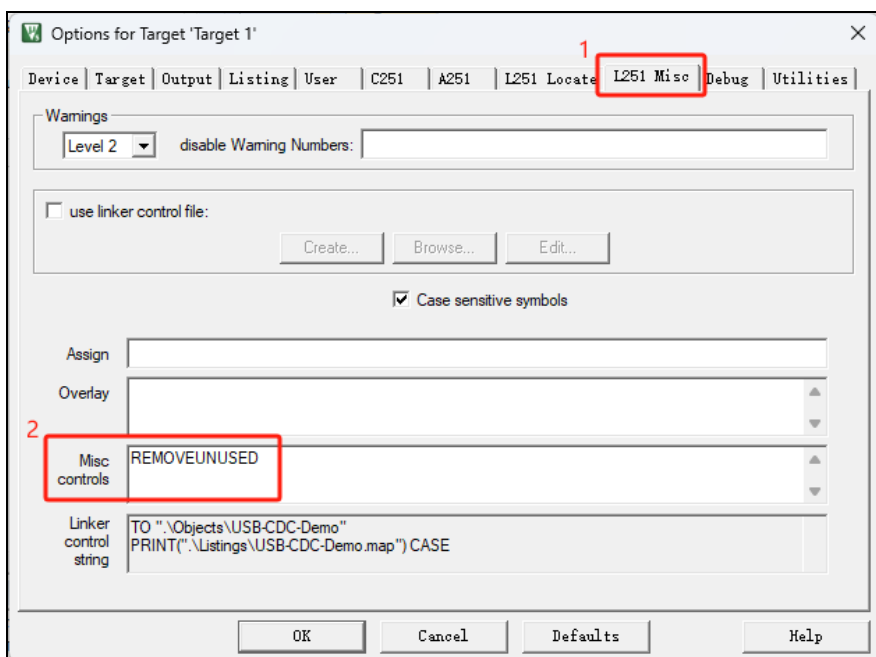 Options for Target 'Target 1'
1
Device Target Output Listing User C251 A251 L251 Locate L251 Misc Debug Utilities
Warnings
Level 2 disable Warning Numbers:
use linker control file:
Create... Browse... Edit...
Case sensitive symbols
Assign
Overlay
2
Misc controls
REMOVEUNUSED
Linker control string
TO ".\Objects\USB-CDC-Demo"
PRINT(".\Listings\USB-CDC-Demo.map") CASE
OK Cancel Defaults Help